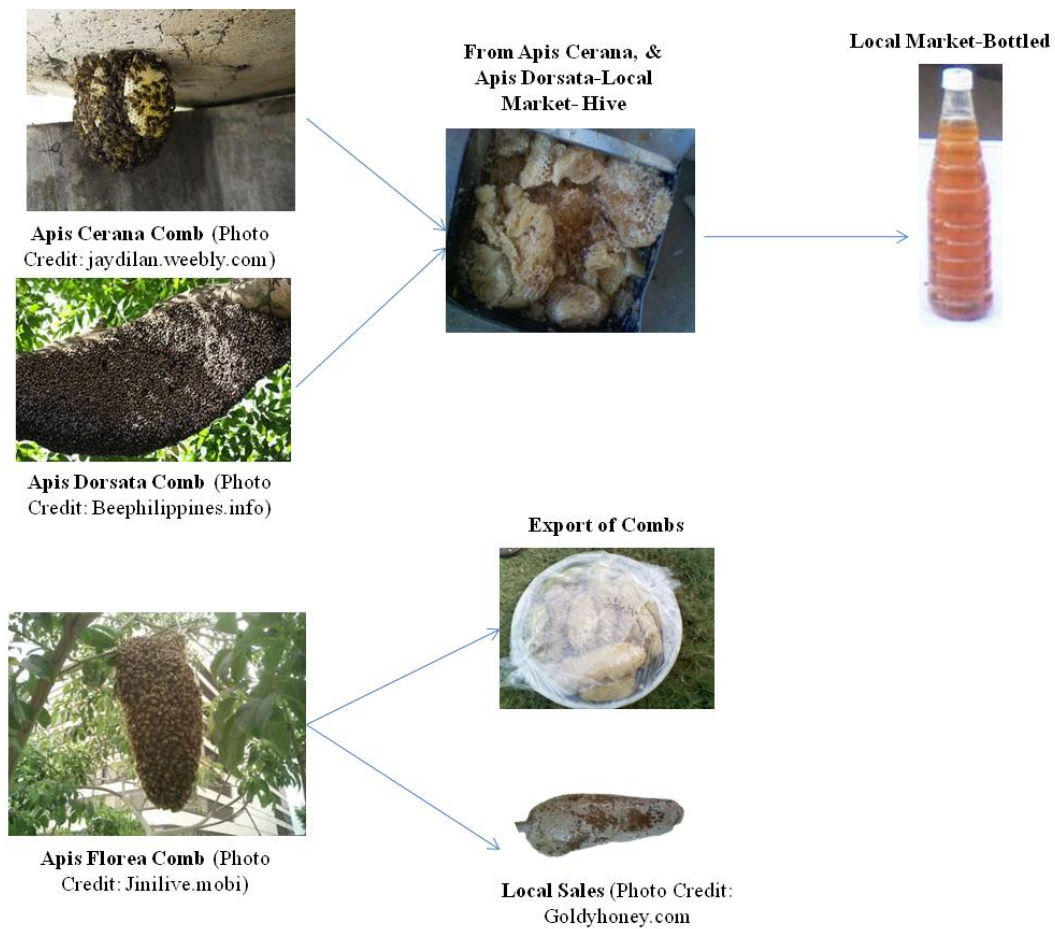 Apis Cerana Comb (Photo
Credit: jaydilan.weebly.com)
From Apis Cerana, &
Apis Dorsata-Local
Market- Hive
Local Market-Bottled
Apis Dorsata Comb (Photo
Credit: Beephilippines.info)
Export of Combs
Apis Florea Comb (Photo
Credit: Jinilive.mobi)
Local Sales (Photo Credit:
Goldyhoney.com